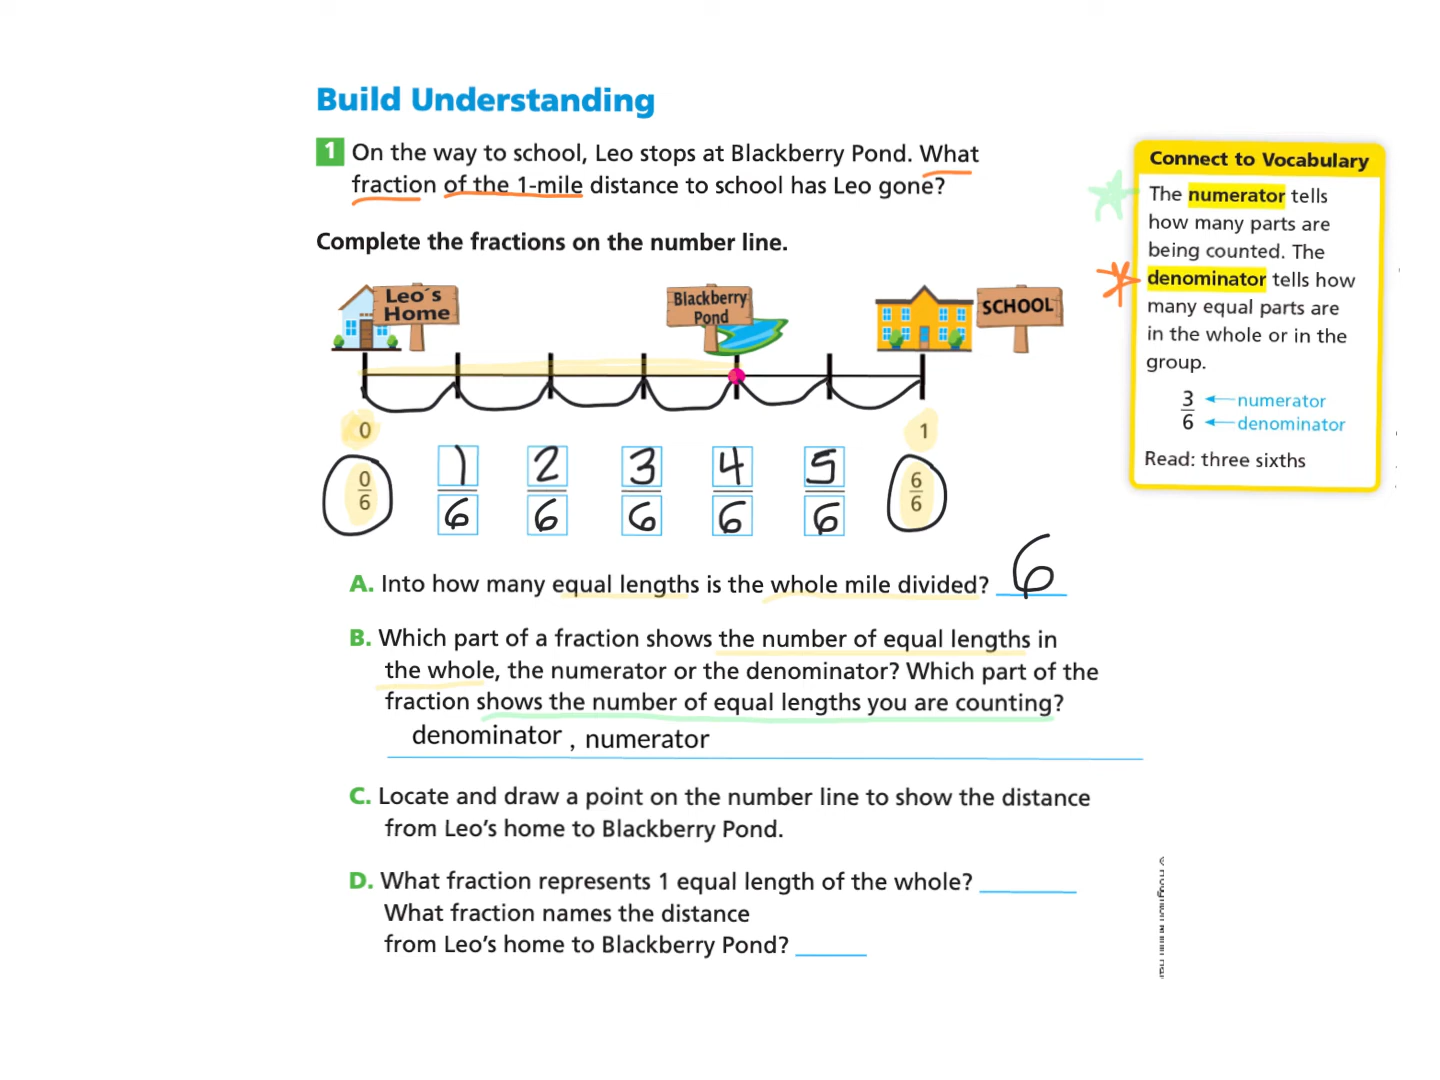 Build Understanding
1 On the way to school, Leo stops at Blackberry Pond. What
fraction of the 1-mile distance to school has Leo gone?
Complete the fractions on the number line.
Leo's
Home
Blackberry
Pond
SCHOOL
0 1
0 1 2 3 4 5 6
6 6 6 6 6 6 6
A. Into how many equal lengths is the whole mile divided? 6
B. Which part of a fraction shows the number of equal lengths in
the whole, the numerator or the denominator? Which part of the
fraction shows the number of equal lengths you are counting?
denominator , numerator
C. Locate and draw a point on the number line to show the distance
from Leo's home to Blackberry Pond.
D. What fraction represents 1 equal length of the whole?
What fraction names the distance
from Leo's home to Blackberry Pond?
Connect to Vocabulary
The numerator tells
how many parts are
being counted. The
denominator tells how
many equal parts are
in the whole or in the
group.
3 numerator
6 denominator
Read: three sixths